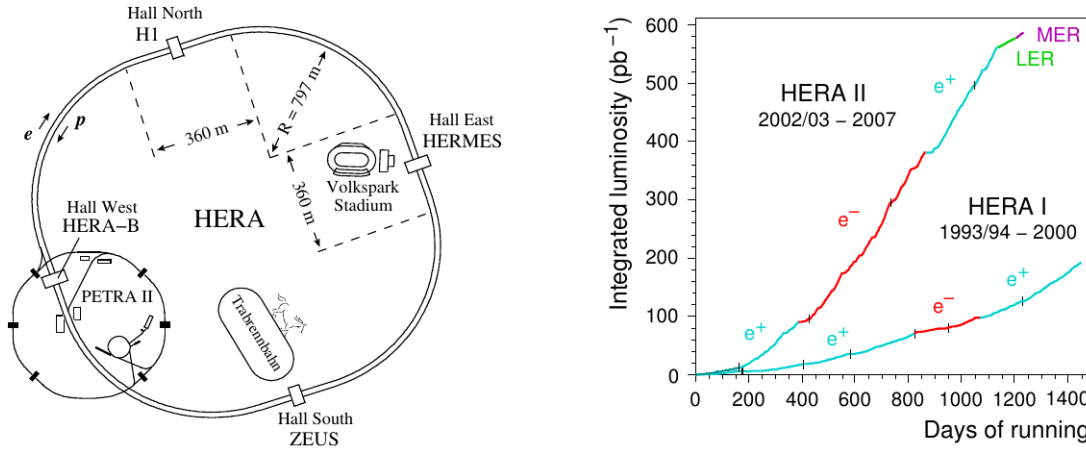 Hall North
H1
e
p
360 m
R = 797 m
360 m
Hall East
HERMES
Volkspark
Stadium
HERA
Hall West
HERA−B
PETRA II
Trabrennbahn
Hall South
ZEUS
Integrated luminosity (pb⁻¹)
600
500
400
300
200
100
0
MER
LER
e⁺
HERA II
2002/03 − 2007
e⁻
HERA I
1993/94 − 2000
e⁺
e⁻
e⁺
e⁺
0
200
400
600
800
1000
1200
1400
Days of running